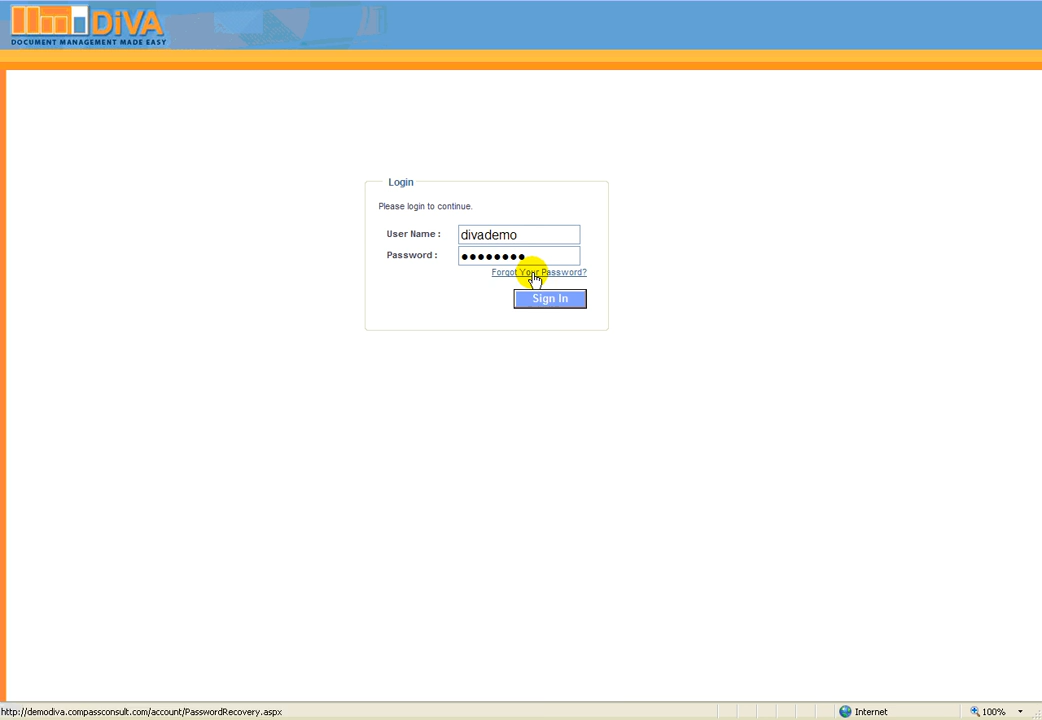 DiVA
DOCUMENT MANAGEMENT MADE EASY
Login
Please login to continue.
User Name : divademo
Password : ●●●●●●●●
Forgot Your Password?
Sign In
http://demodiva.compassconsult.com/account/PasswordRecovery.aspx Internet 100%